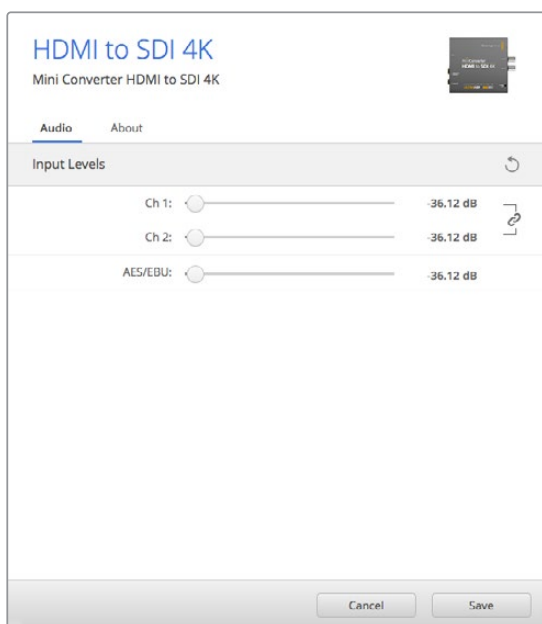 HDMI to SDI 4K
Mini Converter HDMI to SDI 4K
Audio About
Input Levels
Ch 1: -36.12 dB
Ch 2: -36.12 dB
AES/EBU: -36.12 dB
Cancel Save